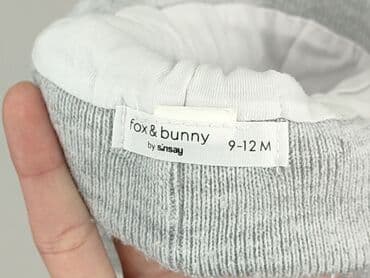 fox & bunny
by sinsay
9-12 M